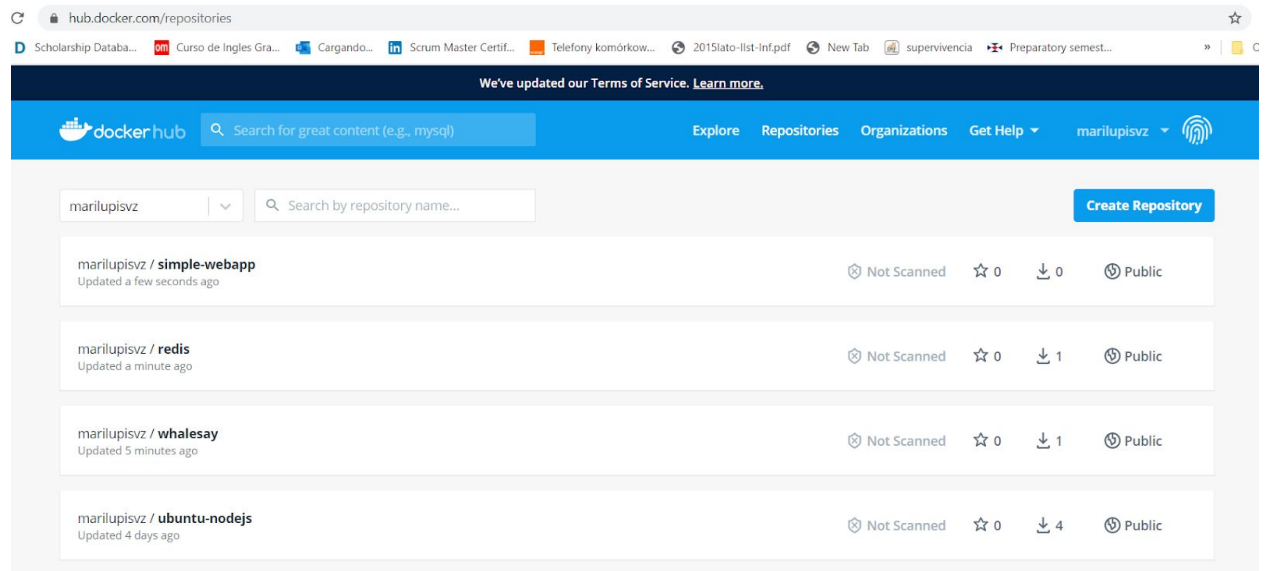 hub.docker.com/repositories
D Scholarship Databa... om Curso de Ingles Gra... Cargando... in Scrum Master Certif... Telefony komórkow... 2015lato-IIst-Inf.pdf New Tab supervivencia Preparatory semest... »
We've updated our Terms of Service. Learn more.
dockerhub Search for great content (e.g., mysql) Explore Repositories Organizations Get Help marilupisvz
marilupisvz Search by repository name... Create Repository
marilupisvz / simple-webapp
Updated a few seconds ago
Not Scanned 0 0 Public
marilupisvz / redis
Updated a minute ago
Not Scanned 0 1 Public
marilupisvz / whalesay
Updated 5 minutes ago
Not Scanned 0 1 Public
marilupisvz / ubuntu-nodejs
Updated 4 days ago
Not Scanned 0 4 Public